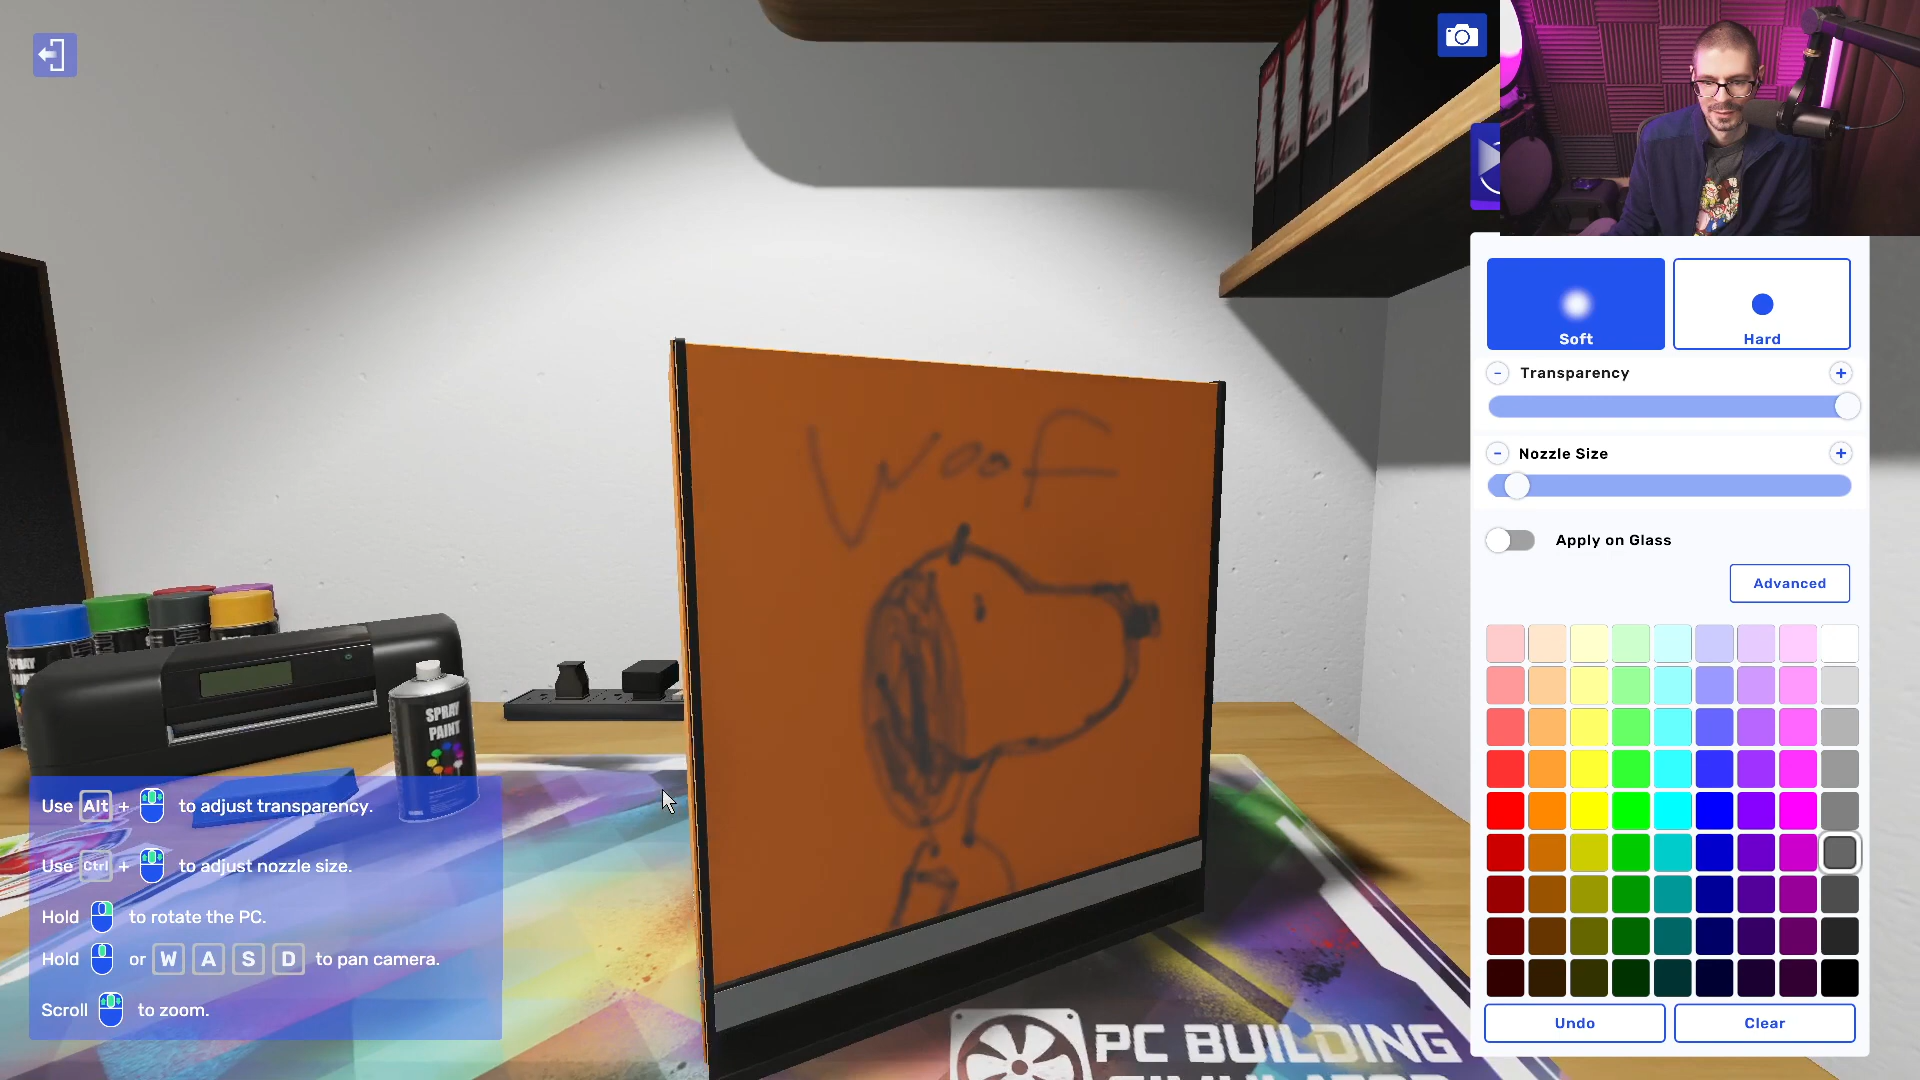 Soft
Hard
Transparency
Nozzle Size
Apply on Glass
Advanced
Woof
SPRAY
PAINT
SPRAY
Use Alt + to adjust transparency.
Use Ctrl + to adjust nozzle size.
Hold to rotate the PC.
Hold or W A S D to pan camera.
Scroll to zoom.
Undo
Clear
PC BUILDING